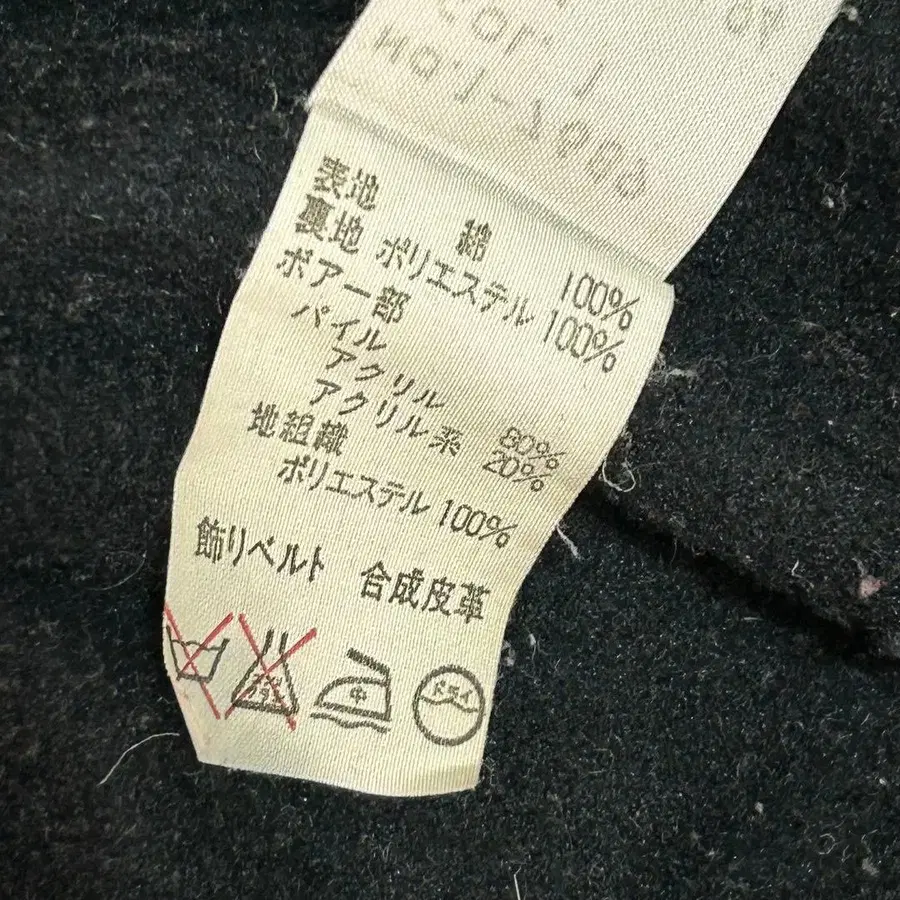 表地 綿 100%
裏地 ポリエステル 100%
ボアー部
パイル
アクリル 80%
アクリル系 20%
地組織
ポリエステル 100%
飾りベルト 合成皮革
中 ドライ